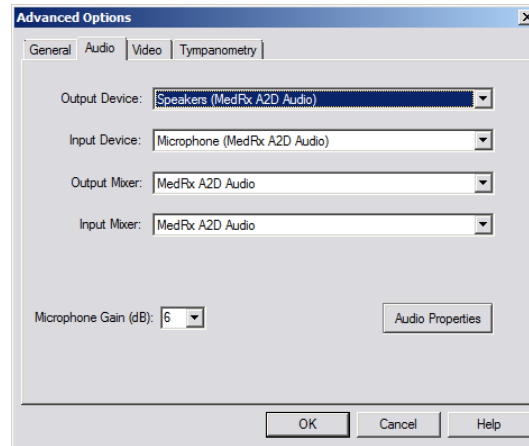 Advanced Options
General Audio Video Tympanometry
Output Device: Speakers (MedRx A2D Audio)
Input Device: Microphone (MedRx A2D Audio)
Output Mixer: MedRx A2D Audio
Input Mixer: MedRx A2D Audio
Microphone Gain (dB): 6 Audio Properties
OK Cancel Help